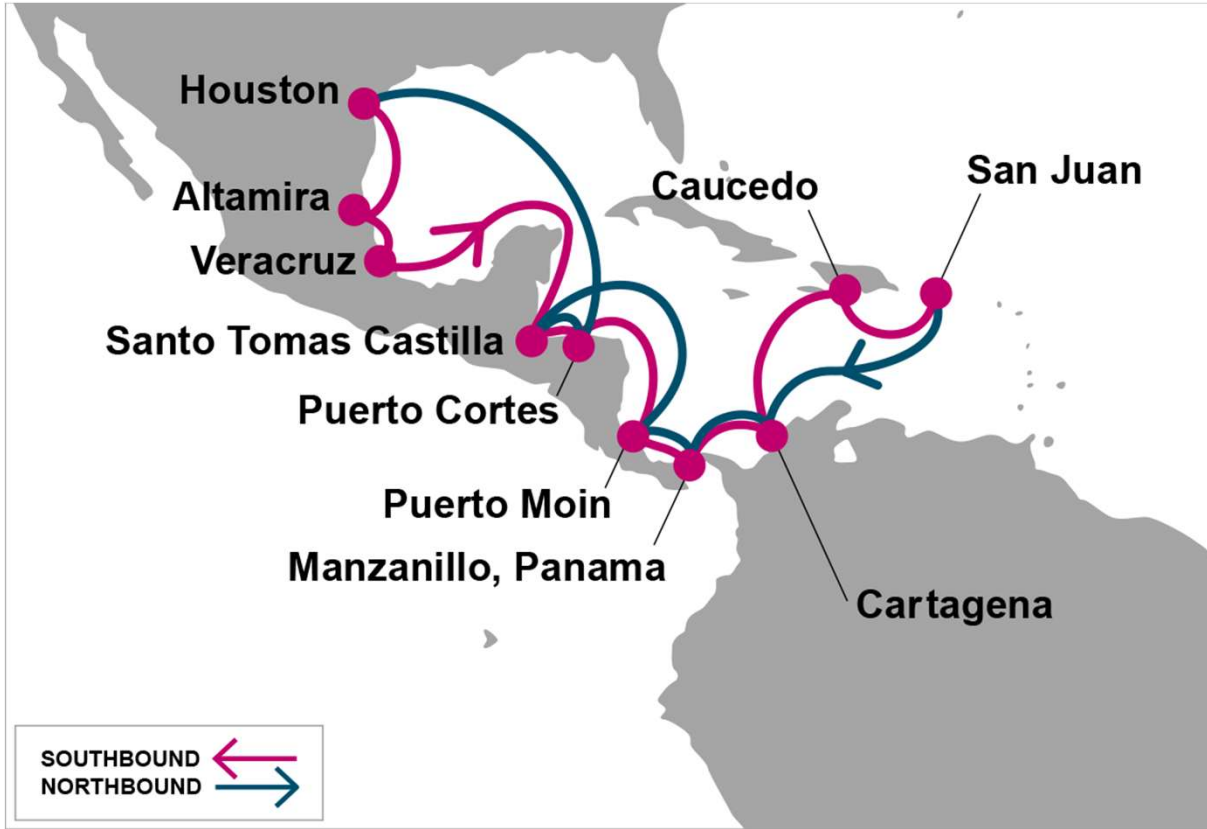 Houston
San Juan
Caucedo
Altamira
Veracruz
Santo Tomas Castilla
Puerto Cortes
Puerto Moin
Manzanillo, Panama
Cartagena
SOUTHBOUND
NORTHBOUND